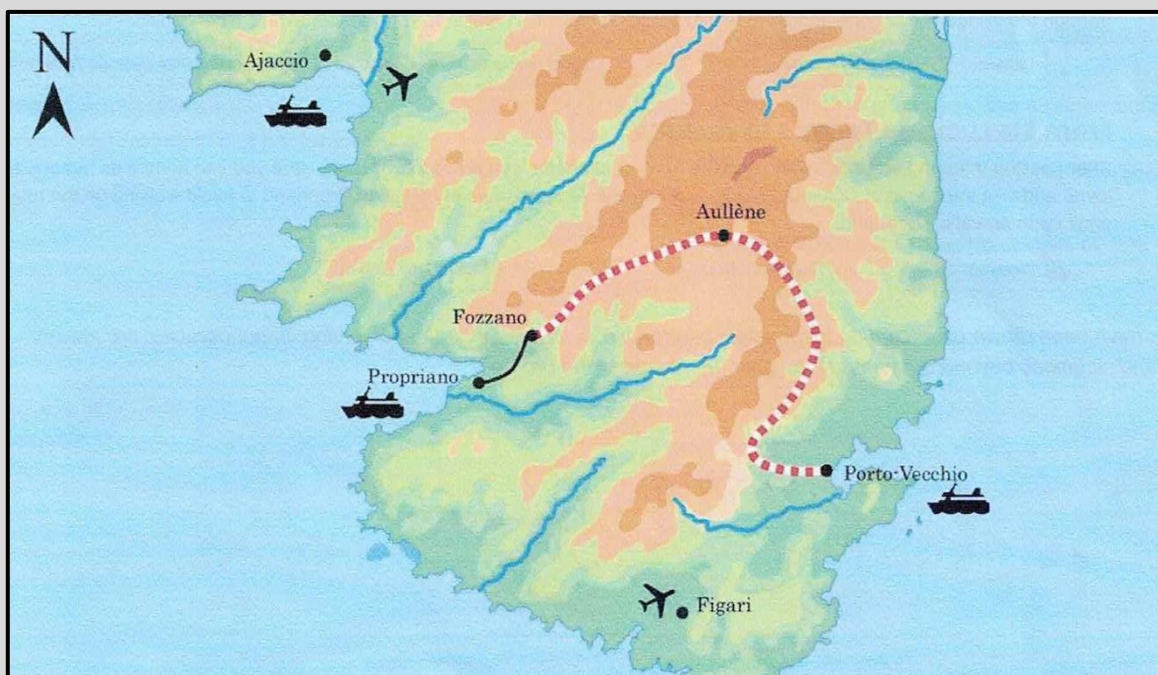 N
Ajaccio
Aullène
Fozzano
Propriano
Porto-Vecchio
Figari